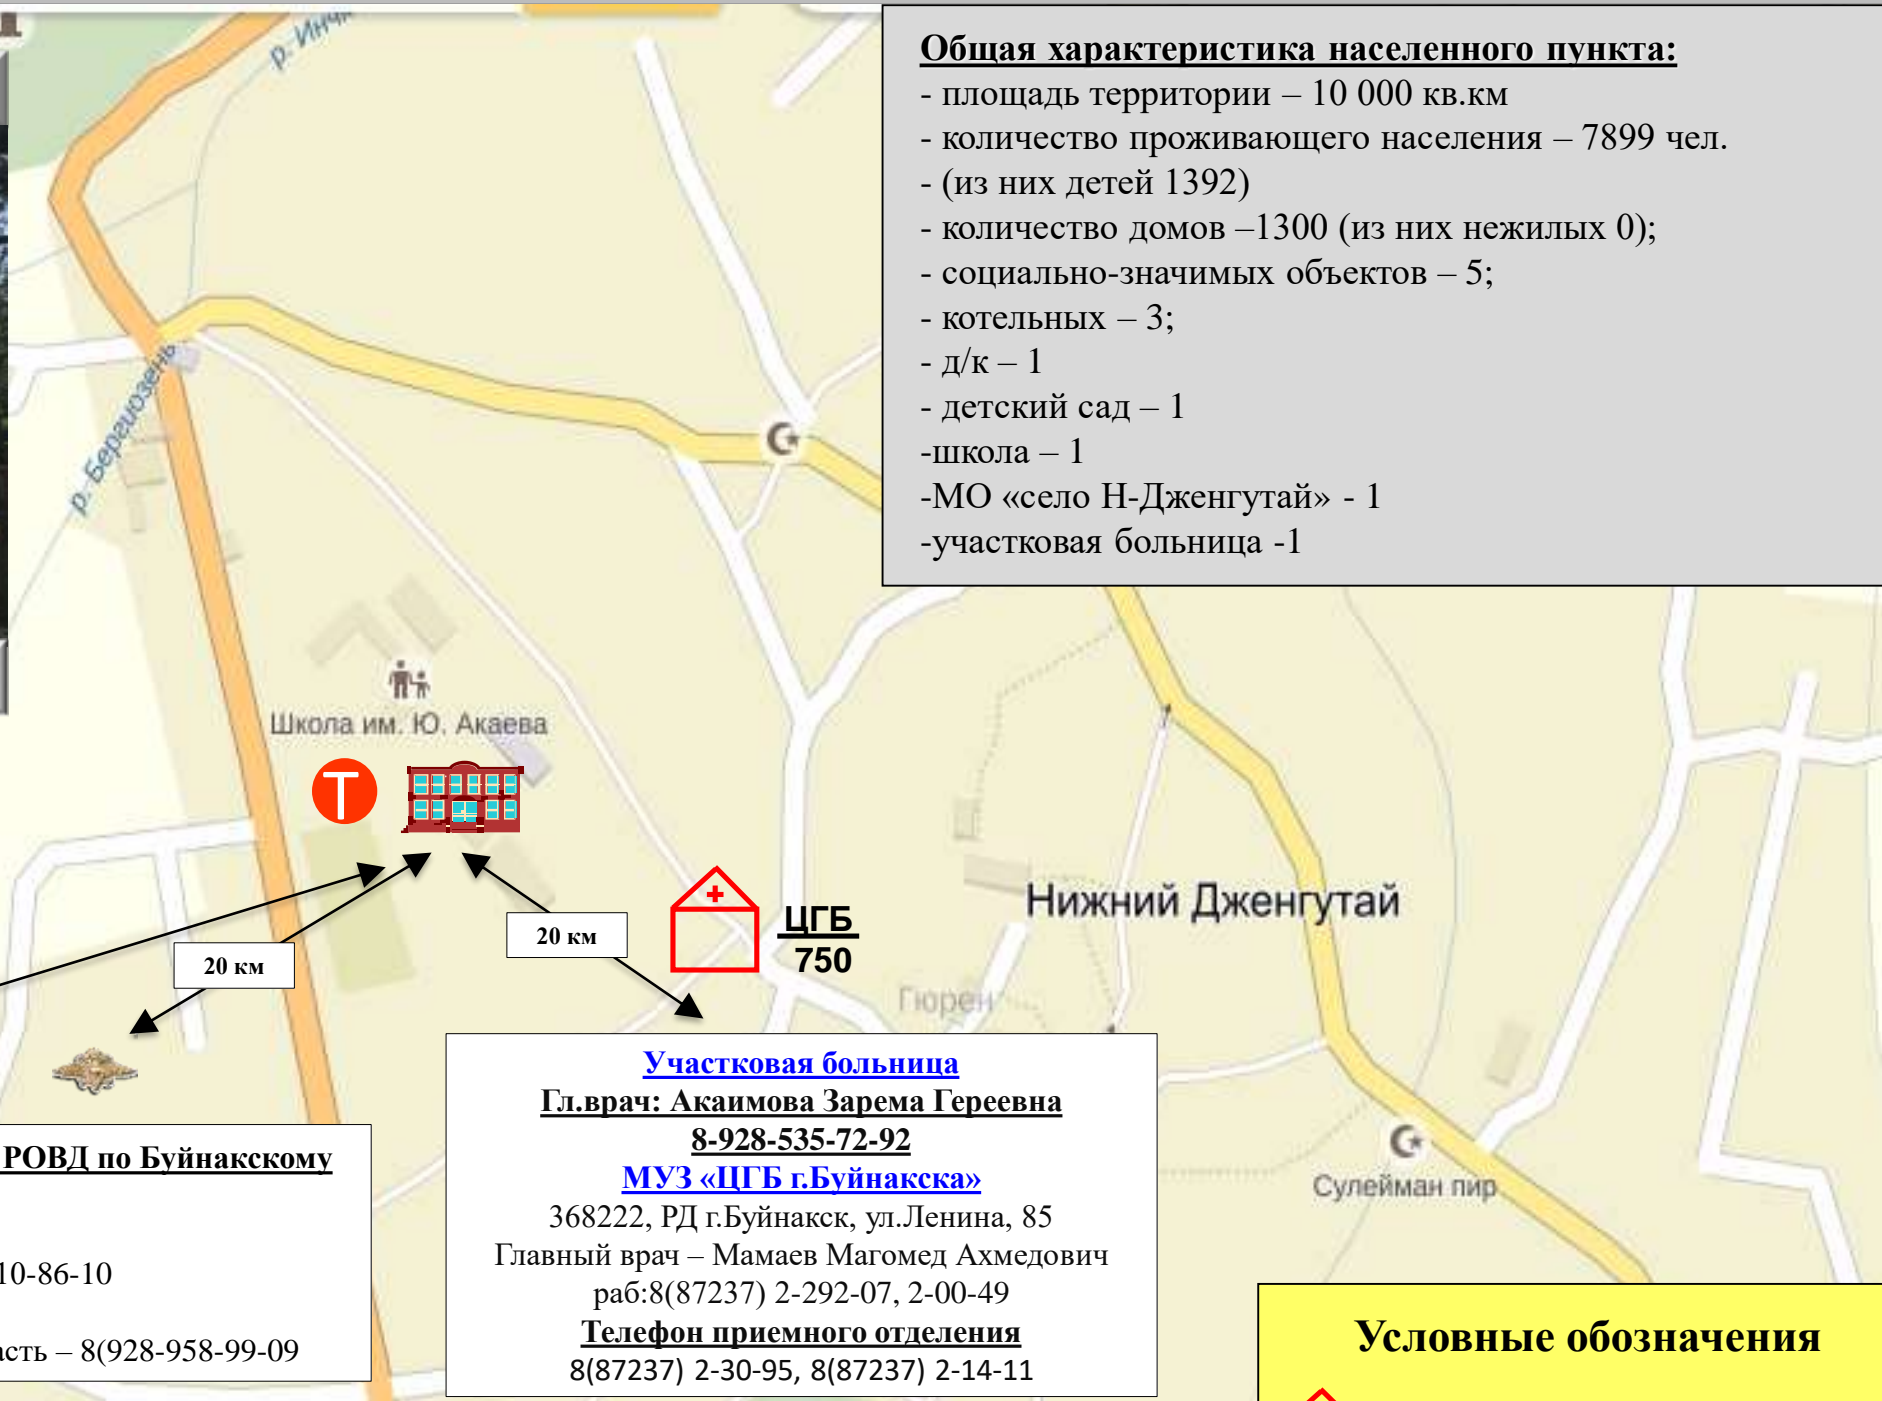 р. Инчк
Общая характеристика населенного пункта:
- площадь территории – 10 000 кв.км
- количество проживающего населения – 7899 чел.
- (из них детей 1392)
- количество домов –1300 (из них нежилых 0);
- социально-значимых объектов – 5;
- котельных – 3;
- д/к – 1
- детский сад – 1
-школа – 1
-МО «село Н-Дженгутай» - 1
-участковая больница -1
р. Бергиозень
Школа им. Ю. Акаева
Т
Нижний Дженгутай
ЦГБ
750
20 км
20 км
Гюрен
Участковая больница
Гл.врач: Акаимова Зарема Гереевна
8-928-535-72-92
МУЗ «ЦГБ г.Буйнакска»
368222, РД г.Буйнакск, ул.Ленина, 85
Главный врач – Мамаев Магомед Ахмедович
раб:8(87237) 2-292-07, 2-00-49
Телефон приемного отделения
8(87237) 2-30-95, 8(87237) 2-14-11
РОВД по Буйнакскому
10-86-10
асть – 8(928-958-99-09
Сулейман пир
Условные обозначения